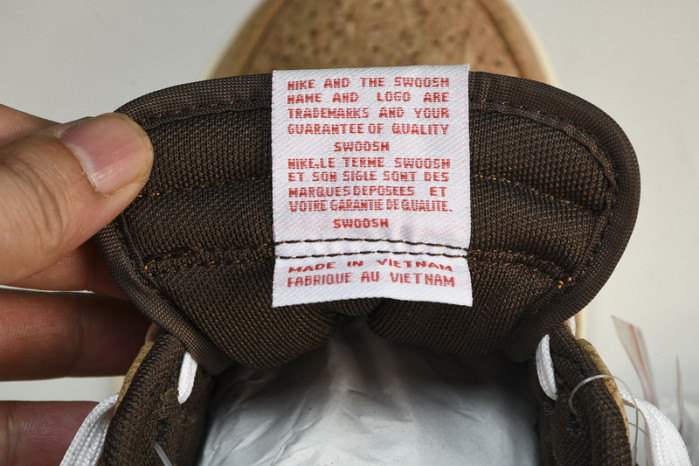 NIKE AND THE SWOOSH
NAME AND LOGO ARE
TRADEMARKS AND YOUR
GUARANTEE OF QUALITY
SWOOSH
NIKE,LE TERME SWOOSH
ET SON SIGLE SONT DES
MARQUES DEPOSEES ET
VOTRE GARANTIE DE QUALITE.
SWOOSH
MADE IN VIETNAM
FABRIQUE AU VIETNAM